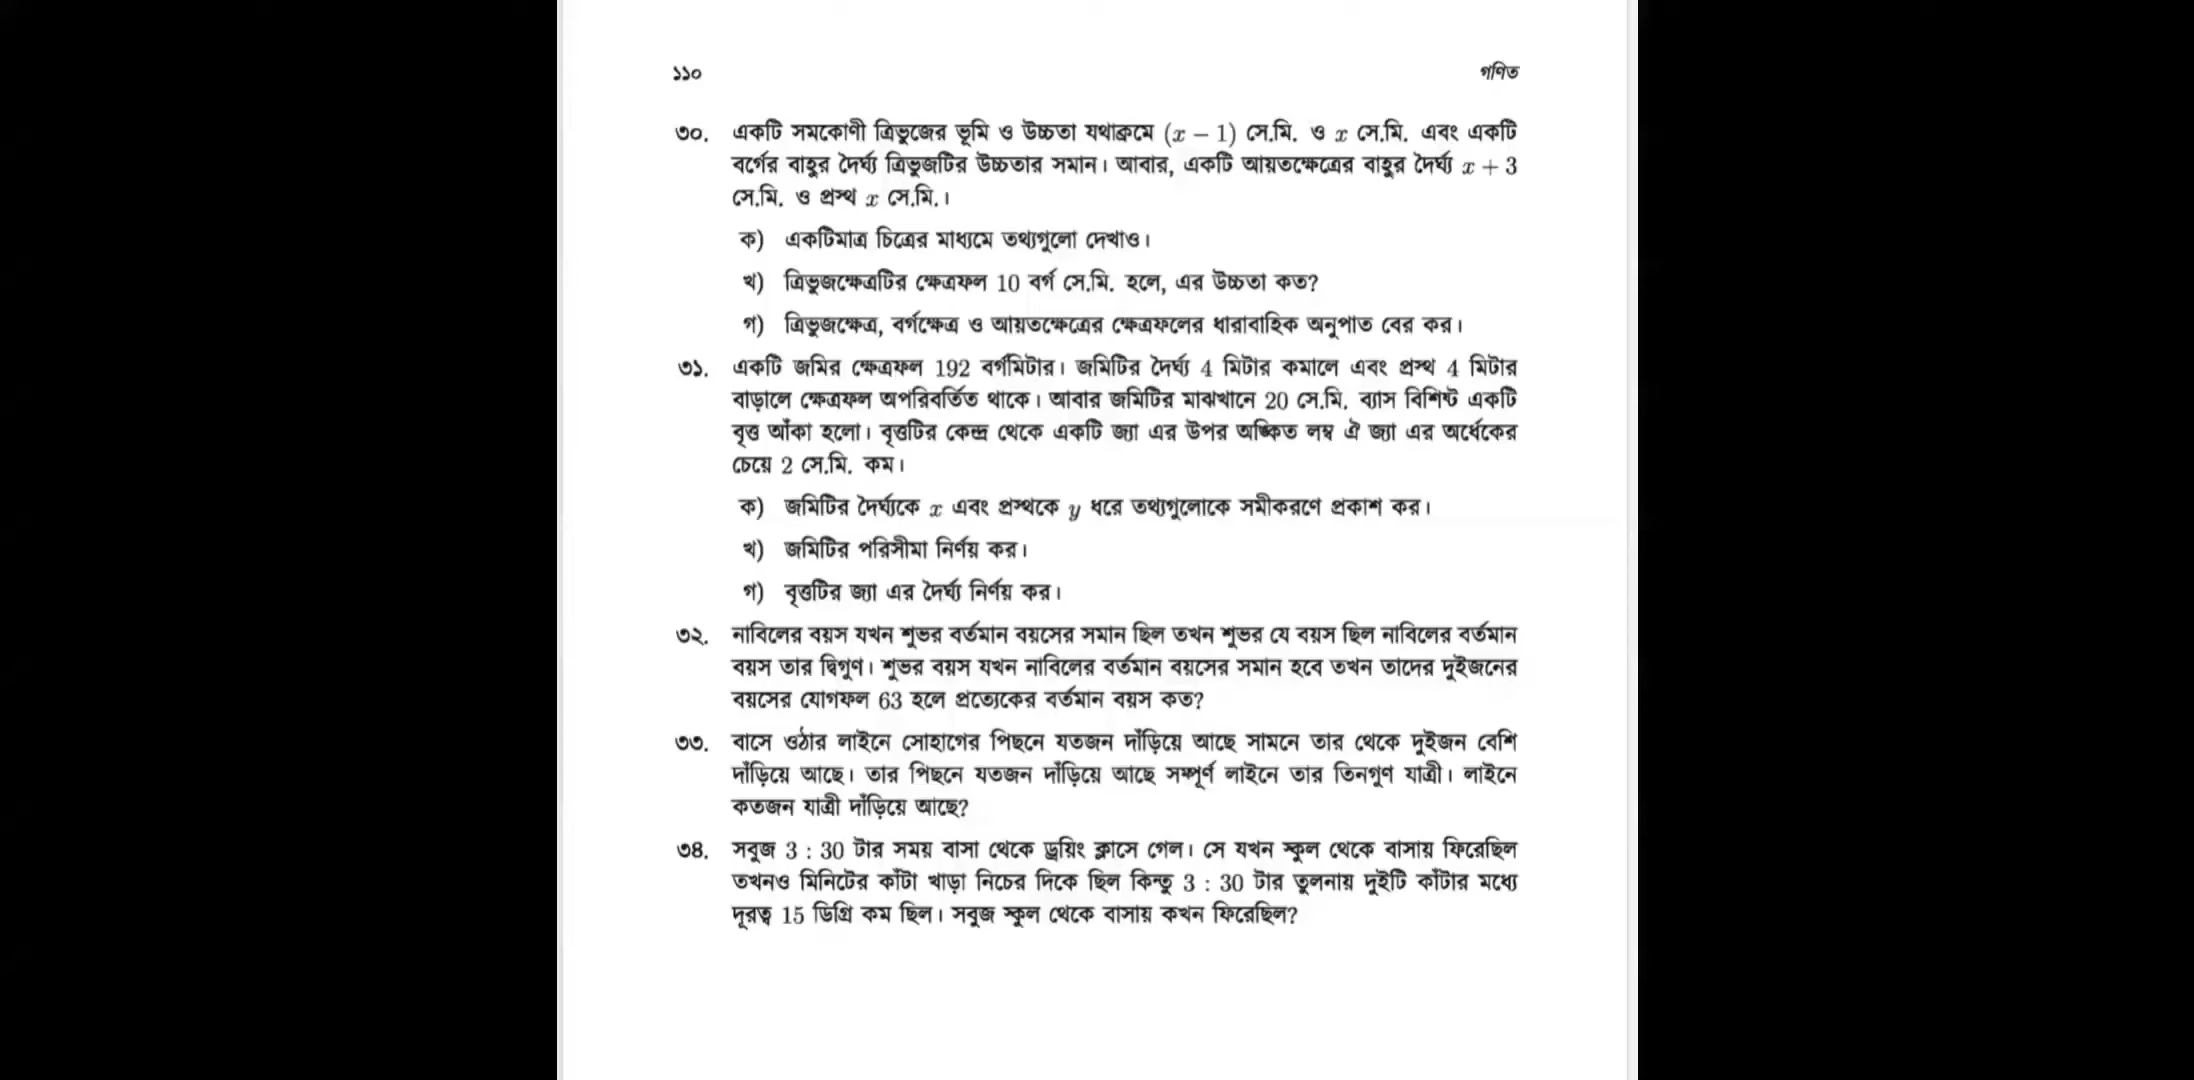 ১১০
গণিত
৩০. একটি সমকোণী ত্রিভুজের ভূমি ও উচ্চতা যথাক্রমে (x − 1) সে.মি. ও x সে.মি. এবং একটি
বর্গের বাহুর দৈর্ঘ্য ত্রিভুজটির উচ্চতার সমান। আবার, একটি আয়তক্ষেত্রের বাহুর দৈর্ঘ্য x + 3
সে.মি. ও প্রস্থ x সে.মি.।
ক) একটিমাত্র চিত্রের মাধ্যমে তথ্যগুলো দেখাও।
খ) ত্রিভুজক্ষেত্রটির ক্ষেত্রফল 10 বর্গ সে.মি. হলে, এর উচ্চতা কত?
গ) ত্রিভুজক্ষেত্র, বর্গক্ষেত্র ও আয়তক্ষেত্রের ক্ষেত্রফলের ধারাবাহিক অনুপাত বের কর।
৩১. একটি জমির ক্ষেত্রফল 192 বর্গমিটার। জমিটির দৈর্ঘ্য 4 মিটার কমালে এবং প্রস্থ 4 মিটার
বাড়ালে ক্ষেত্রফল অপরিবর্তিত থাকে। আবার জমিটির মাঝখানে 20 সে.মি. ব্যাস বিশিষ্ট একটি
বৃত্ত আঁকা হলো। বৃত্তটির কেন্দ্র থেকে একটি জ্যা এর উপর অঙ্কিত লম্ব ঐ জ্যা এর অর্ধেকের
চেয়ে 2 সে.মি. কম।
ক) জমিটির দৈর্ঘ্যকে x এবং প্রস্থকে y ধরে তথ্যগুলোকে সমীকরণে প্রকাশ কর।
খ) জমিটির পরিসীমা নির্ণয় কর।
গ) বৃত্তটির জ্যা এর দৈর্ঘ্য নির্ণয় কর।
৩২. নাবিলের বয়স যখন শুভর বর্তমান বয়সের সমান ছিল তখন শুভর যে বয়স ছিল নাবিলের বর্তমান
বয়স তার দ্বিগুণ। শুভর বয়স যখন নাবিলের বর্তমান বয়সের সমান হবে তখন তাদের দুইজনের
বয়সের যোগফল 63 হলে প্রত্যেকের বর্তমান বয়স কত?
৩৩. বাসে ওঠার লাইনে সোহাগের পিছনে যতজন দাঁড়িয়ে আছে সামনে তার থেকে দুইজন বেশি
দাঁড়িয়ে আছে। তার পিছনে যতজন দাঁড়িয়ে আছে সম্পূর্ণ লাইনে তার তিনগুণ যাত্রী। লাইনে
কতজন যাত্রী দাঁড়িয়ে আছে?
৩৪. সবুজ 3 : 30 টার সময় বাসা থেকে ড্রয়িং ক্লাসে গেল। সে যখন স্কুল থেকে বাসায় ফিরেছিল
তখনও মিনিটের কাঁটা খাড়া নিচের দিকে ছিল কিন্তু 3 : 30 টার তুলনায় দুইটি কাঁটার মধ্যে
দূরত্ব 15 ডিগ্রি কম ছিল। সবুজ স্কুল থেকে বাসায় কখন ফিরেছিল?